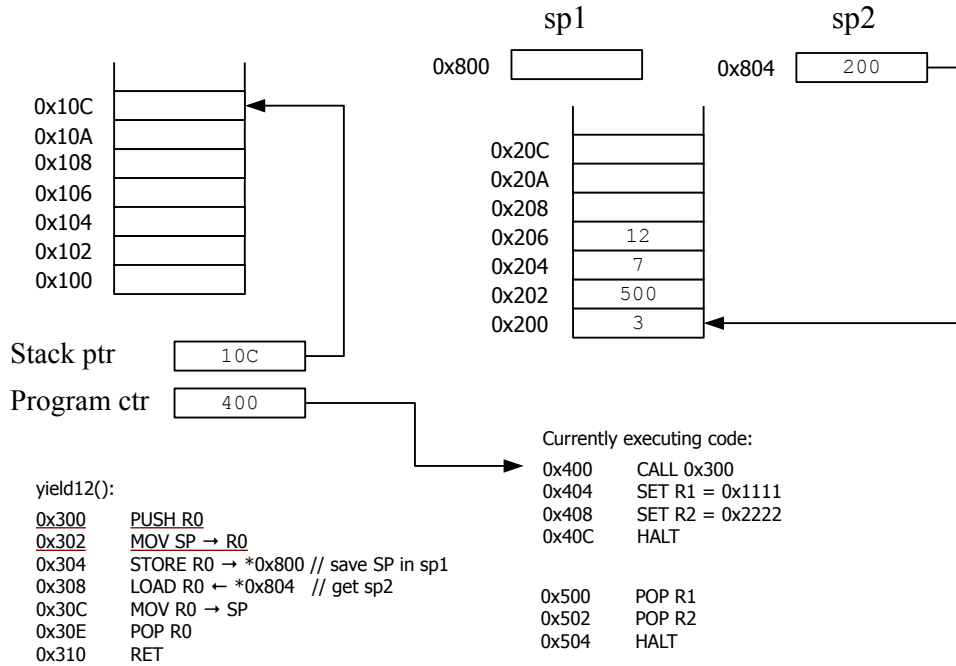 sp1
sp2
0x800
0x804 200
0x10C
0x10A
0x108
0x106
0x104
0x102
0x100
0x20C
0x20A
0x208
0x206 12
0x204 7
0x202 500
0x200 3
Stack ptr 10C
Program ctr 400
Currently executing code:
0x400 CALL 0x300
0x404 SET R1 = 0x1111
0x408 SET R2 = 0x2222
0x40C HALT
0x500 POP R1
0x502 POP R2
0x504 HALT
yield12():
0x300 PUSH R0
0x302 MOV SP → R0
0x304 STORE R0 → *0x800 // save SP in sp1
0x308 LOAD R0 ← *0x804 // get sp2
0x30C MOV R0 → SP
0x30E POP R0
0x310 RET